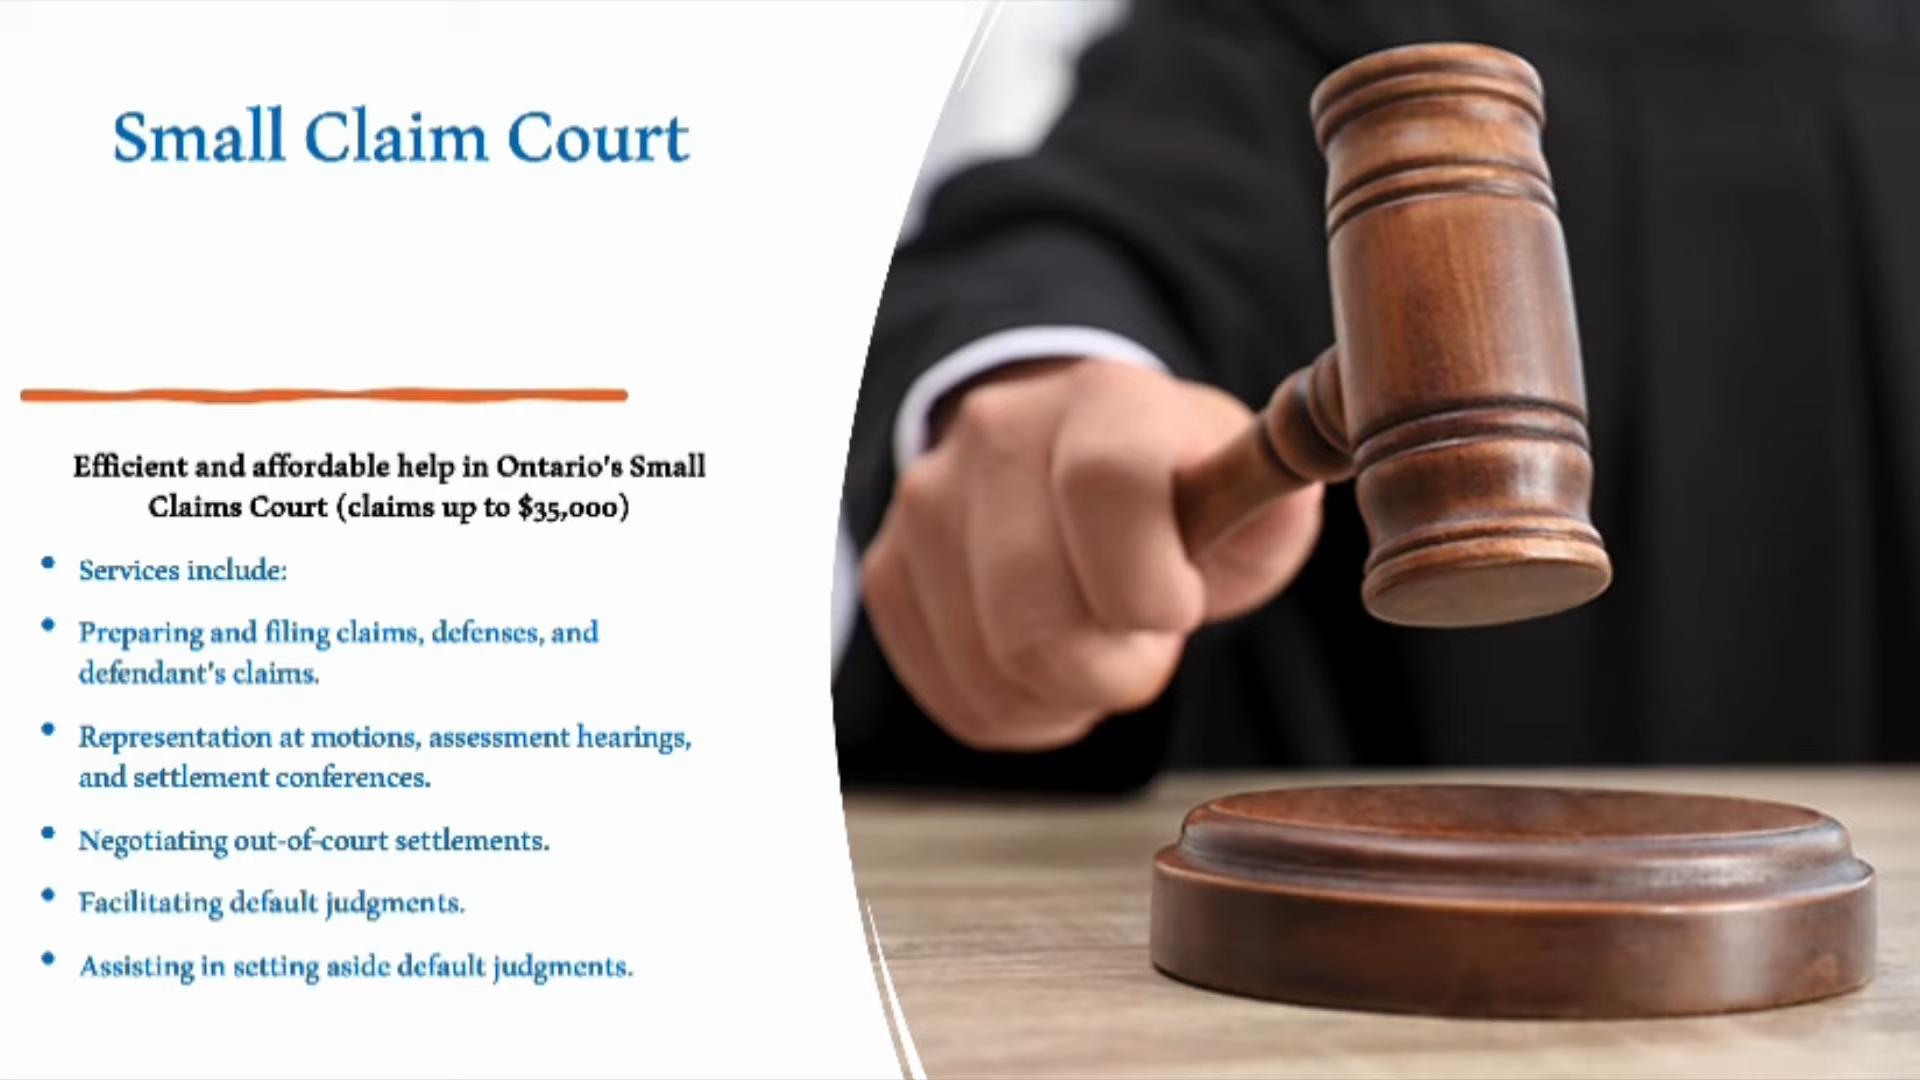 Small Claim Court
Efficient and affordable help in Ontario's Small
Claims Court (claims up to $35,000)
• Services include:
• Preparing and filing claims, defenses, and
defendant's claims.
• Representation at motions, assessment hearings,
and settlement conferences.
• Negotiating out-of-court settlements.
• Facilitating default judgments.
• Assisting in setting aside default judgments.